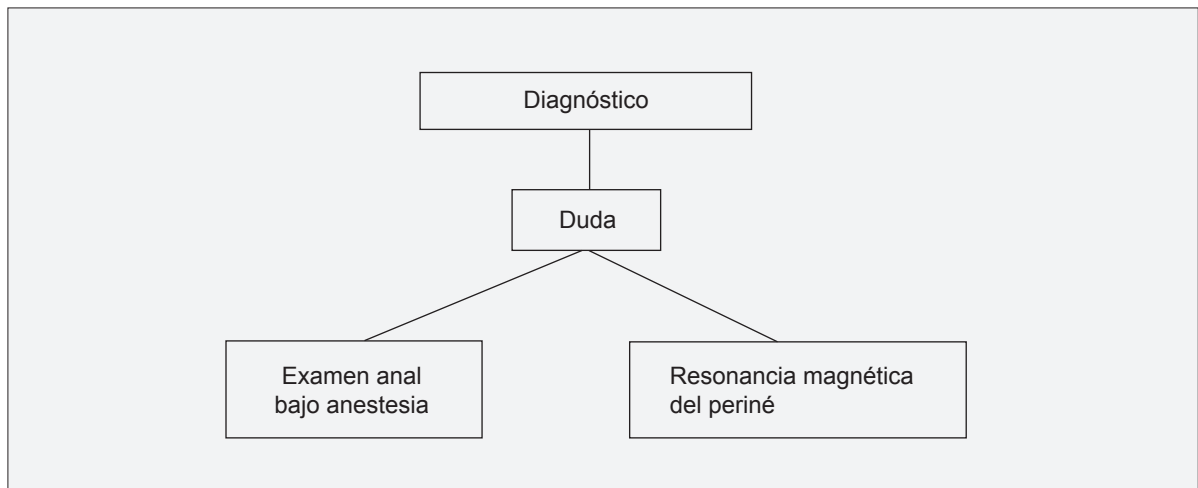 Diagnóstico
Duda
Examen anal
bajo anestesia
Resonancia magnética
del periné